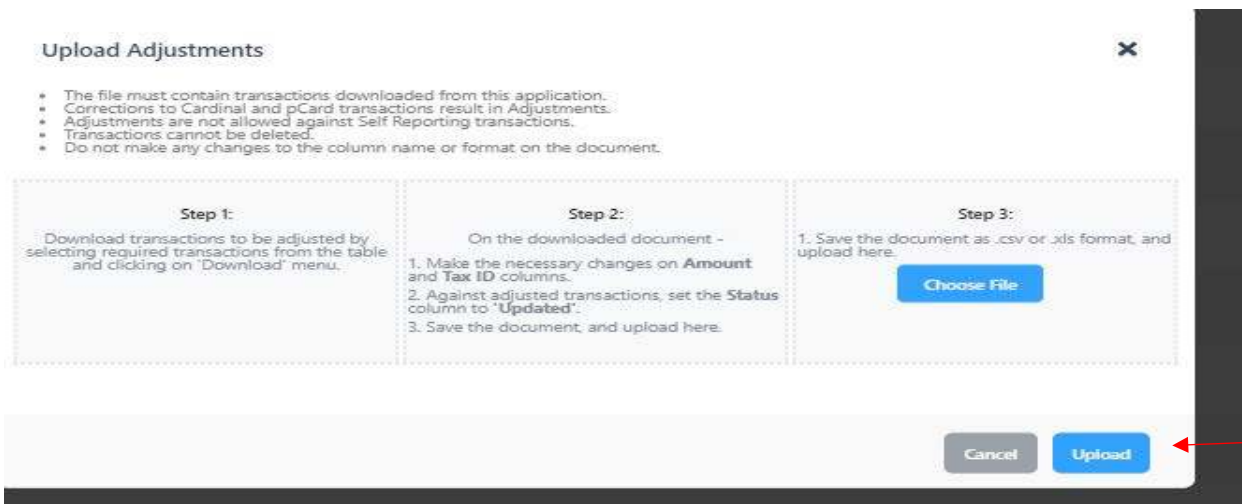 Upload Adjustments
The file must contain transactions downloaded from this application.
Corrections to Cardinal and pCard transactions result in Adjustments.
Adjustments are not allowed against Self Reporting transactions.
Transactions cannot be deleted.
Do not make any changes to the column name or format on the document.
Step 1:
Download transactions to be adjusted by
selecting required transactions from the table
and clicking on 'Download' menu.
Step 2:
On the downloaded document -
1. Make the necessary changes on Amount
and Tax ID columns.
2. Against adjusted transactions, set the Status
column to 'Updated'.
3. Save the document, and upload here.
Step 3:
1. Save the document as .csv or .xls format, and
upload here.
Choose File
Cancel
Upload